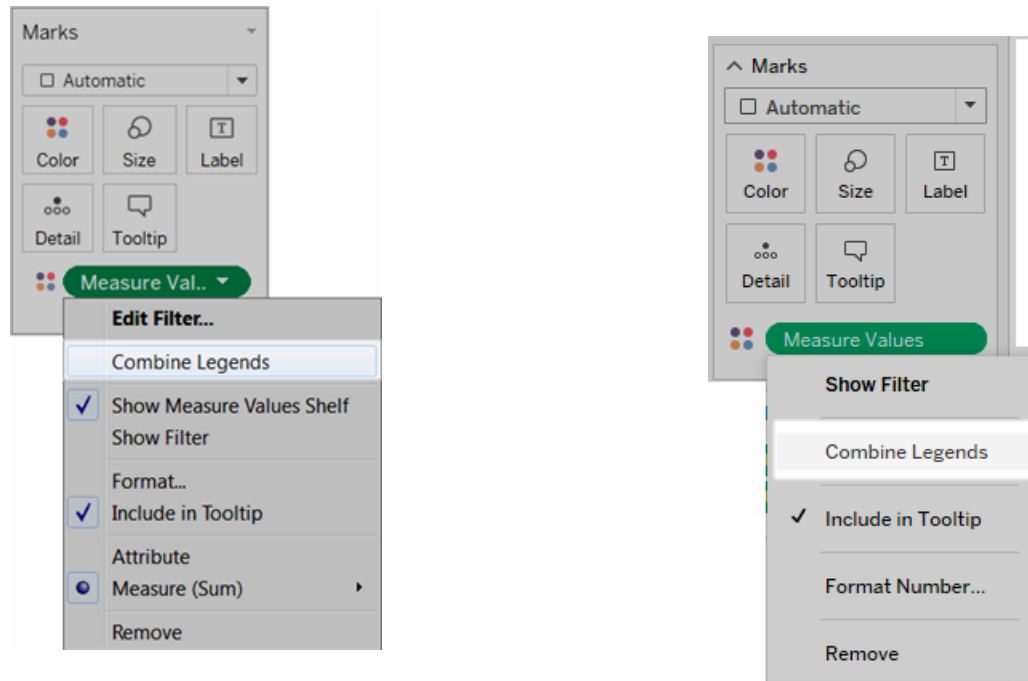 Marks
Automatic
Color Size Label
Detail Tooltip
Measure Val..
Edit Filter...
Combine Legends
Show Measure Values Shelf
Show Filter
Format...
Include in Tooltip
Attribute
Measure (Sum)
Remove
Marks
Automatic
Color Size Label
Detail Tooltip
Measure Values
Show Filter
Combine Legends
Include in Tooltip
Format Number...
Remove